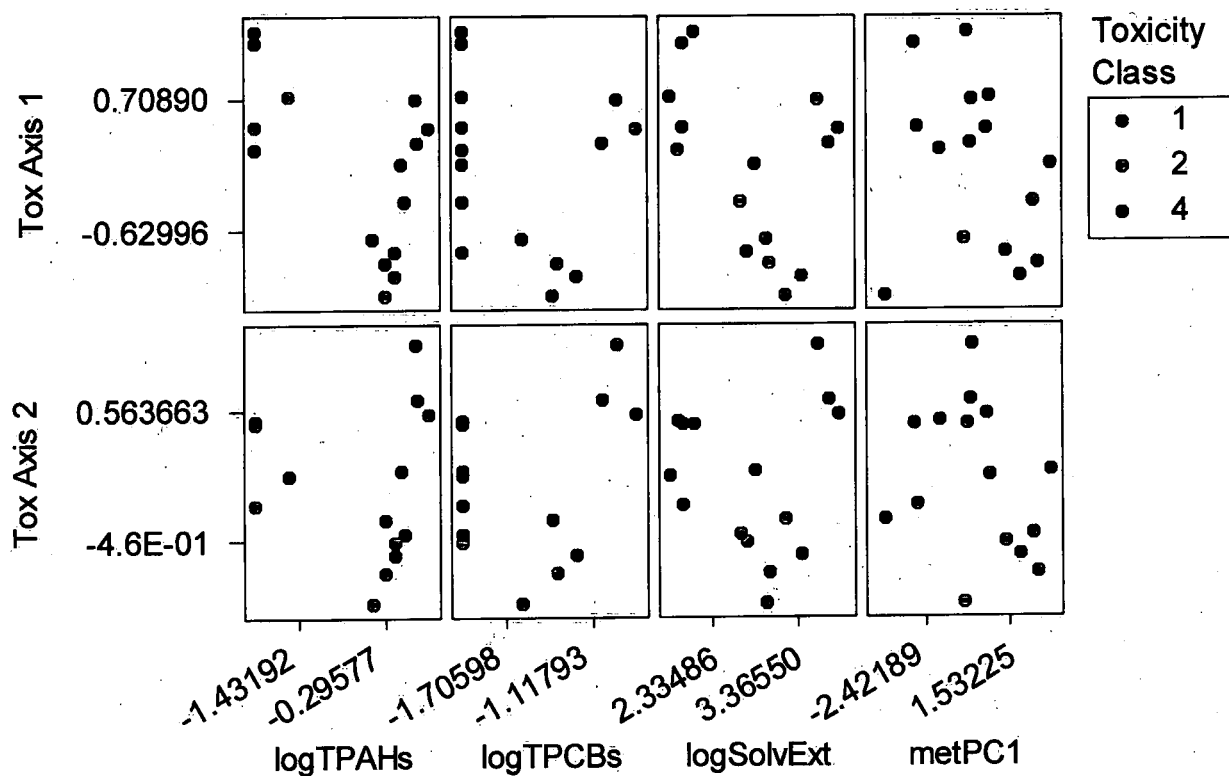 Toxicity
Class
1
2
4
Tox Axis 1
0.70890
-0.62996
Tox Axis 2
0.563663
-4.6E-01
-1.43192
-0.29577
-1.70598
-1.11793
2.33486
3.36550
-2.42189
1.53225
logTPAHs
logTPCBs
logSolvExt
metPC1